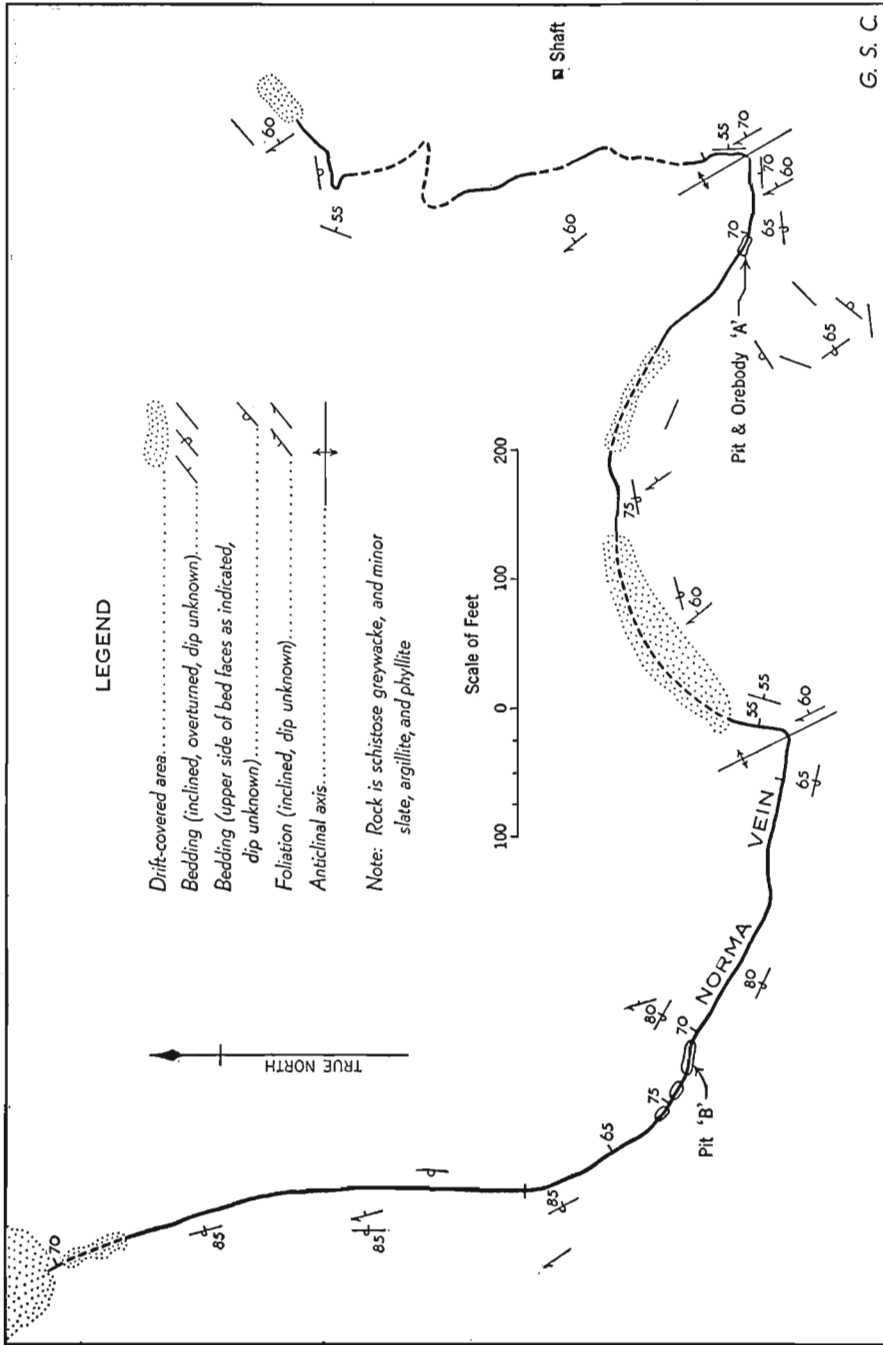 LEGEND
Drift-covered area
Bedding (inclined, overturned, dip unknown)
Bedding (upper side of bed faces as indicated,
dip unknown)
Foliation (inclined, dip unknown)
Anticlinal axis
Note: Rock is schistose greywacke, and minor
slate, argillite, and phyllite
TRUE NORTH
Scale of Feet
100 0 100 200
Shaft
NORMA VEIN
Pit 'B'
Pit & Orebody 'A'
70
85
85
85
65
75
70
80
80
65
60
55
55
60
75
65
70
65
60
70
55
70
60
60
55
60
G. S. C.